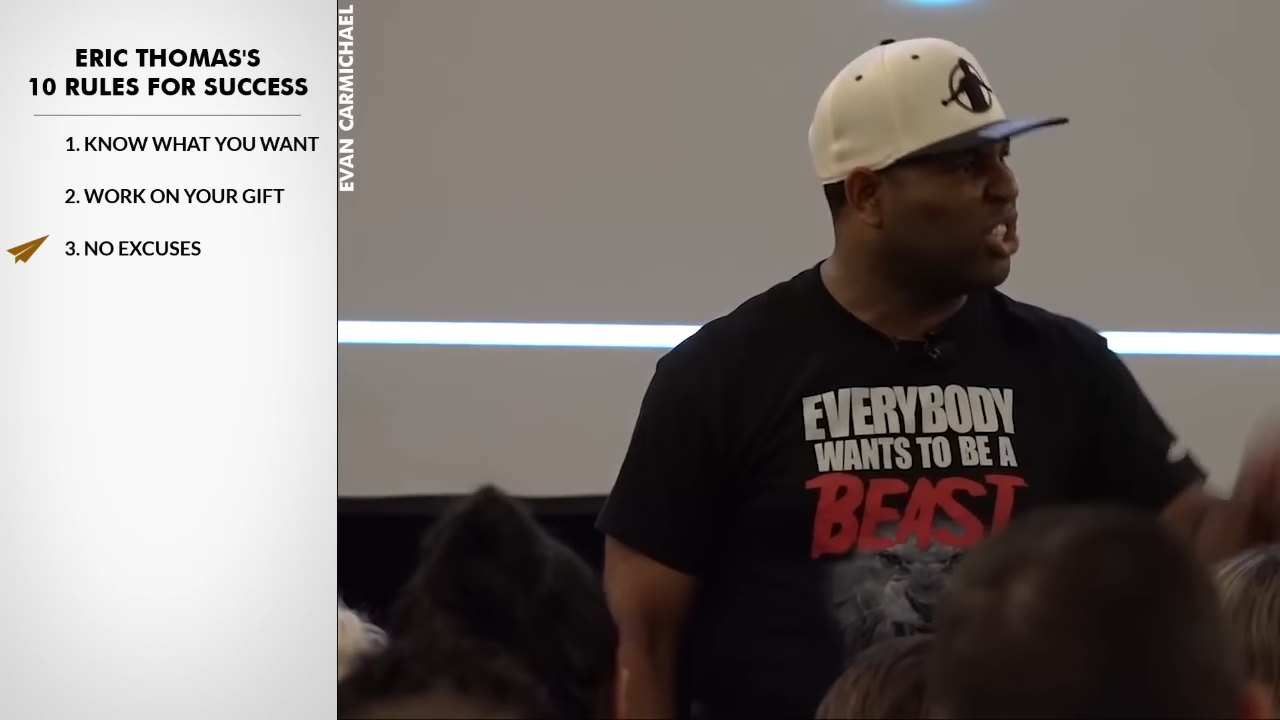 ERIC THOMAS'S
10 RULES FOR SUCCESS
1. KNOW WHAT YOU WANT
2. WORK ON YOUR GIFT
3. NO EXCUSES
EVAN CARMICHAEL
EVERYBODY
WANTS TO BE A
BEAST